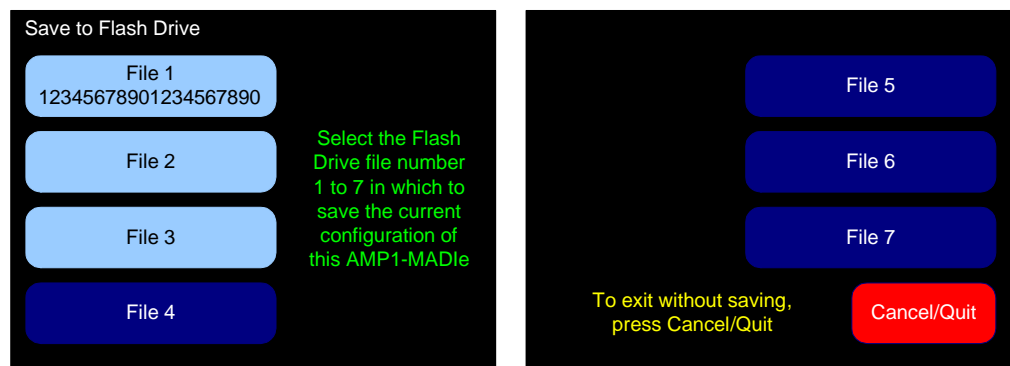 Save to Flash Drive
File 1
12345678901234567890
File 2
File 3
File 4
Select the Flash
Drive file number
1 to 7 in which to
save the current
configuration of
this AMP1-MADIe
File 5
File 6
File 7
To exit without saving,
press Cancel/Quit
Cancel/Quit